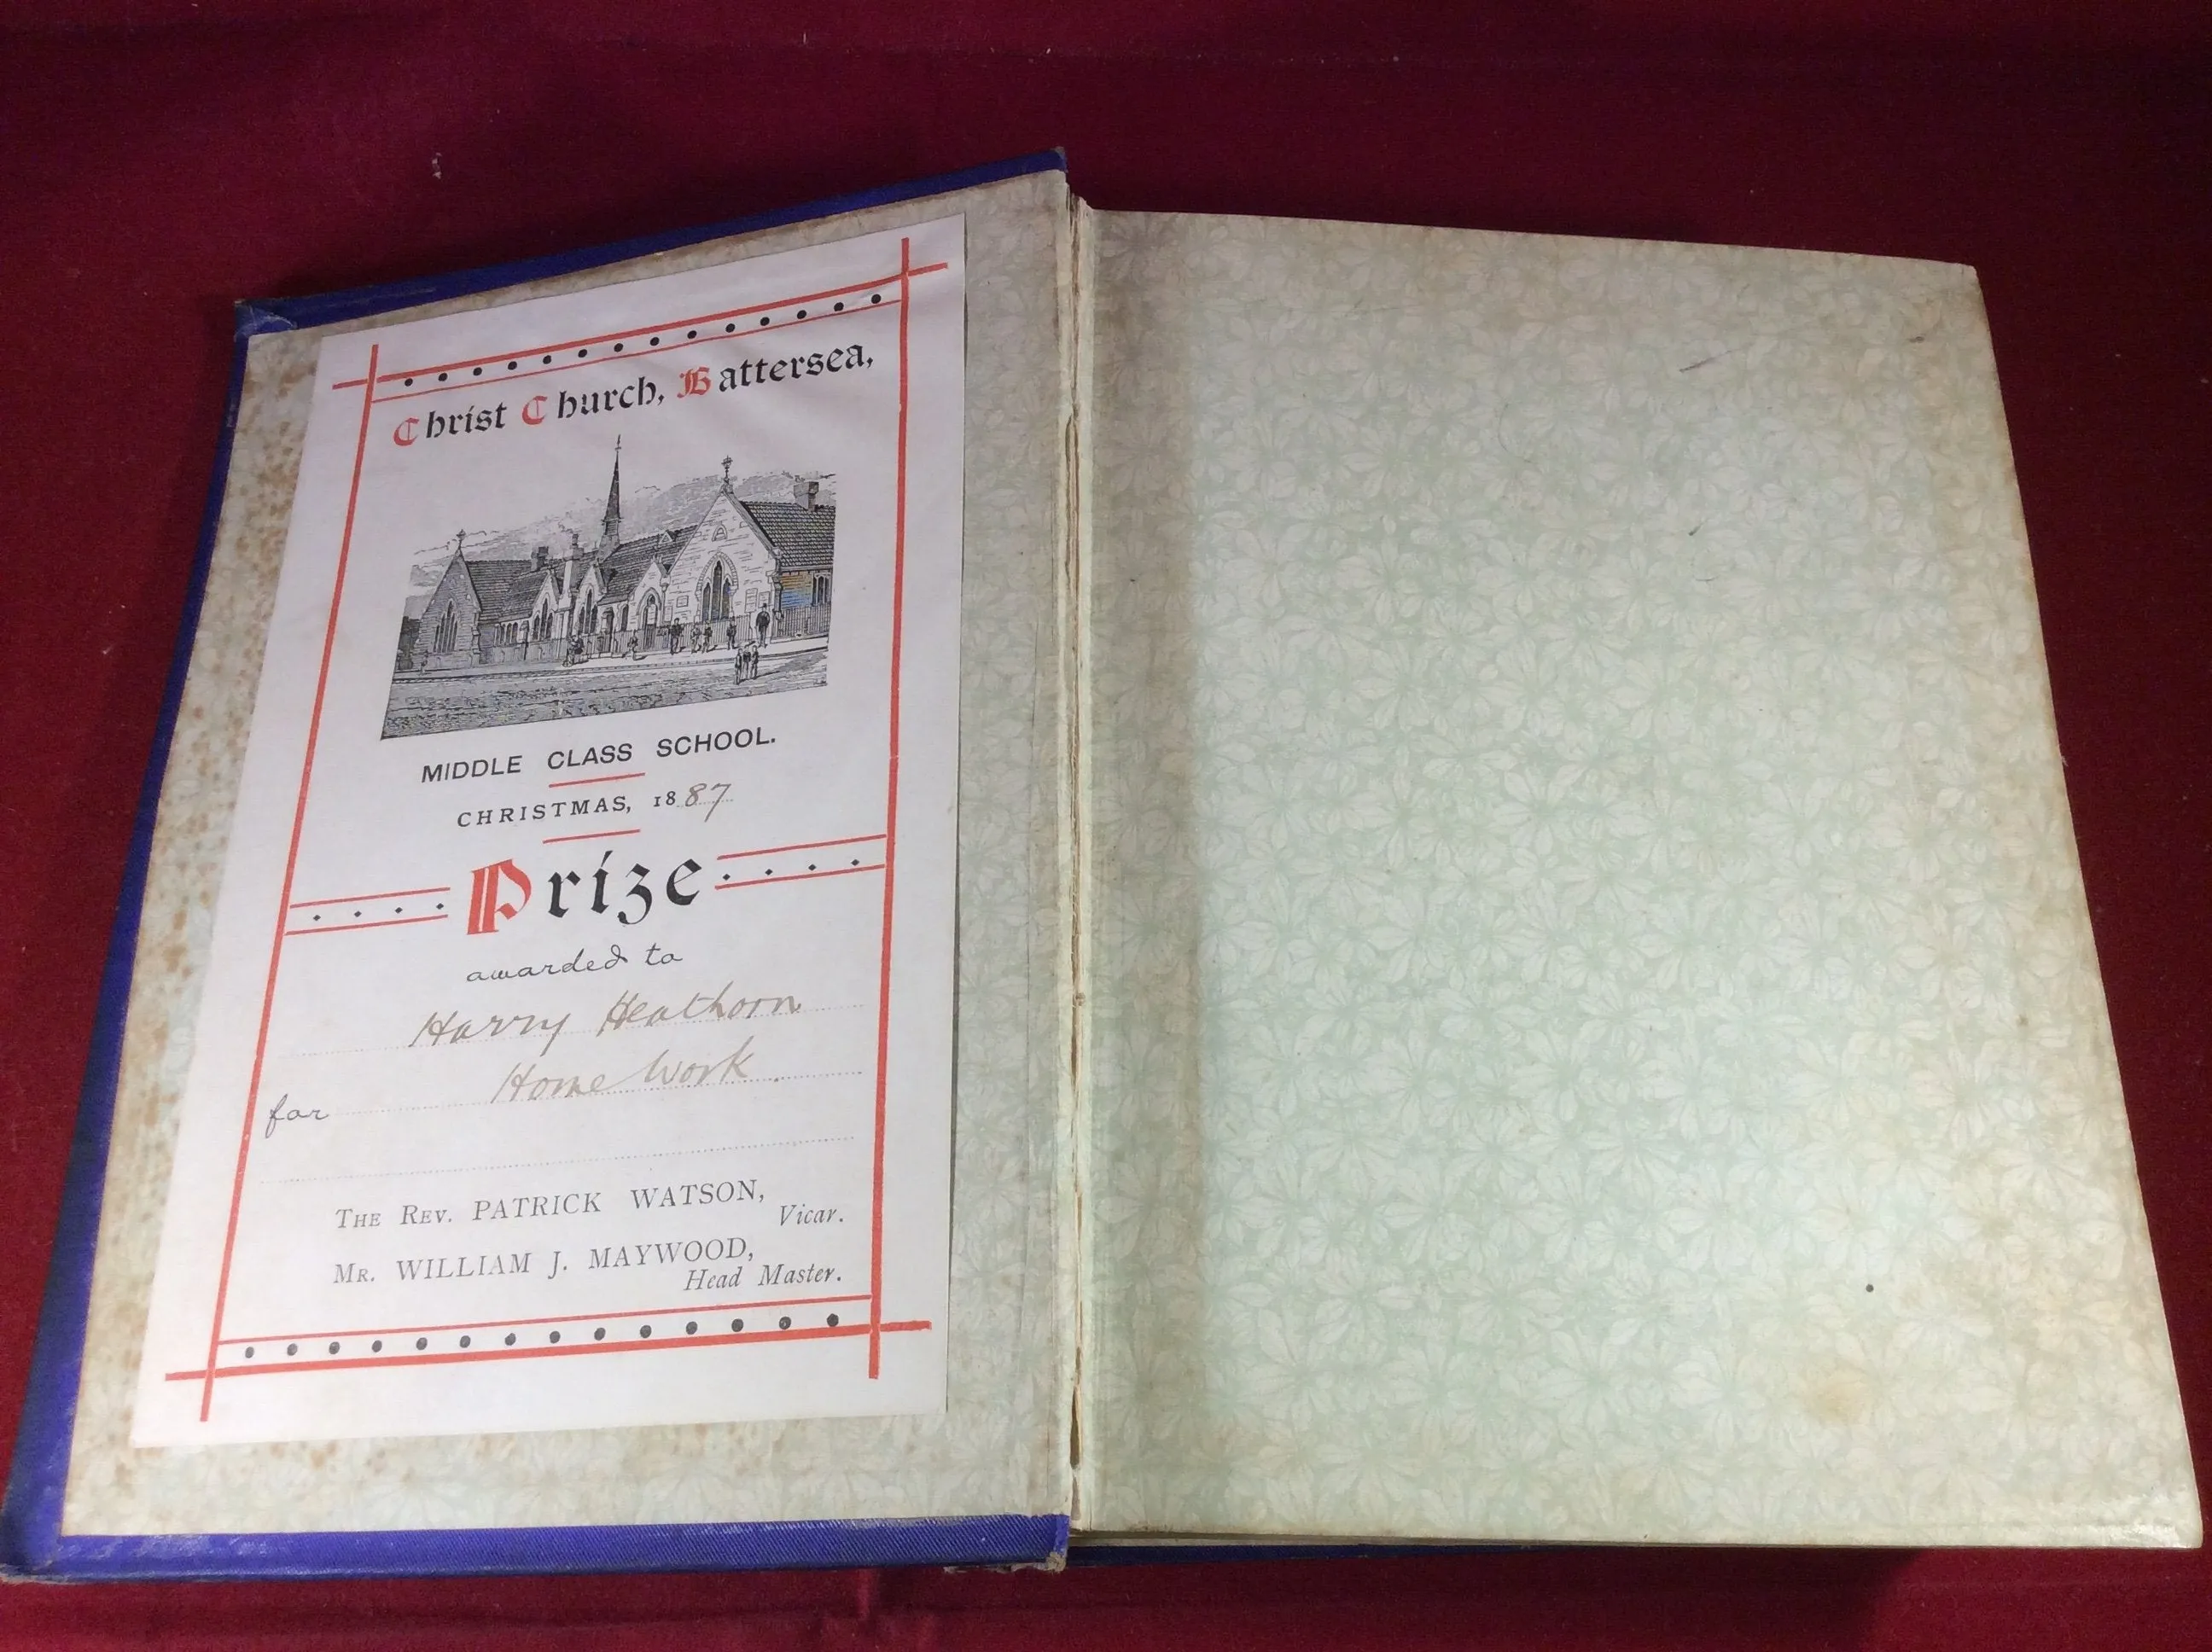 Christ Church, Battersea,
MIDDLE CLASS SCHOOL.
CHRISTMAS, 1887
Prize
awarded to
Harry Heathorn
for Home Work.
THE REV. PATRICK WATSON,
Vicar.
MR. WILLIAM J. MAYWOOD,
Head Master.